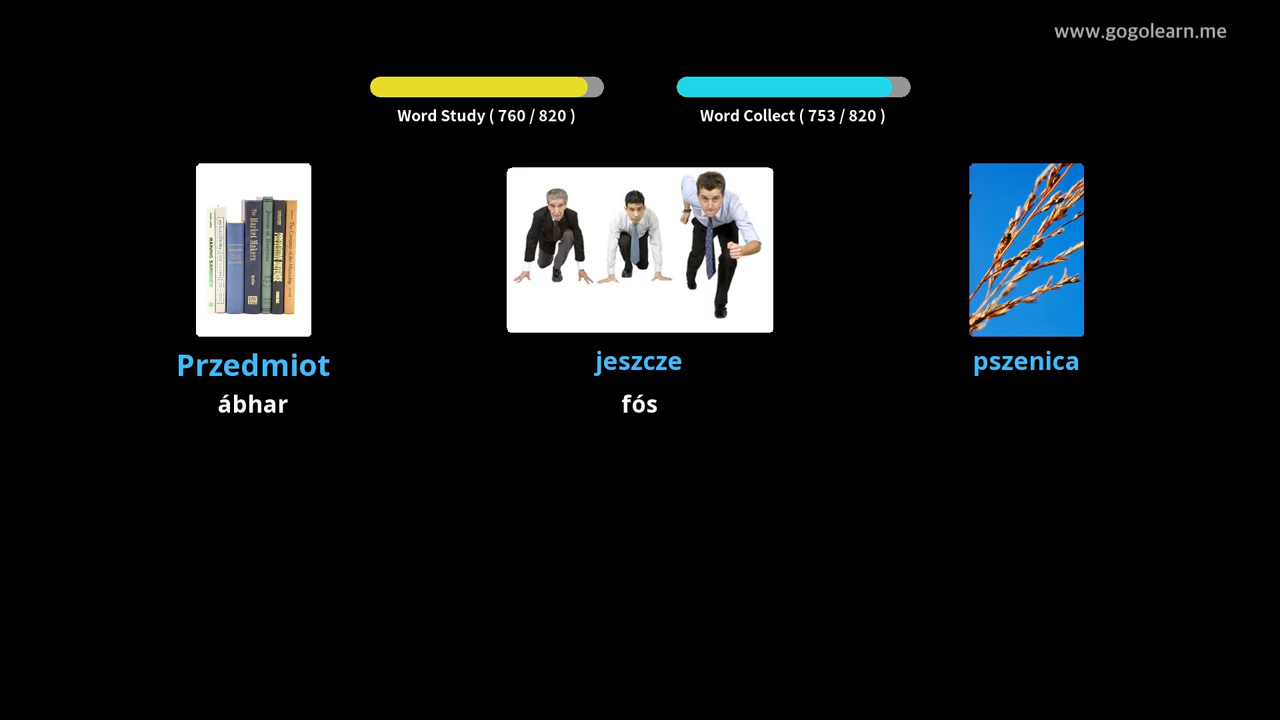 www.gogolearn.me
Word Study ( 760 / 820 )
Word Collect ( 753 / 820 )
Przedmiot
jeszcze
pszenica
ábhar
fós